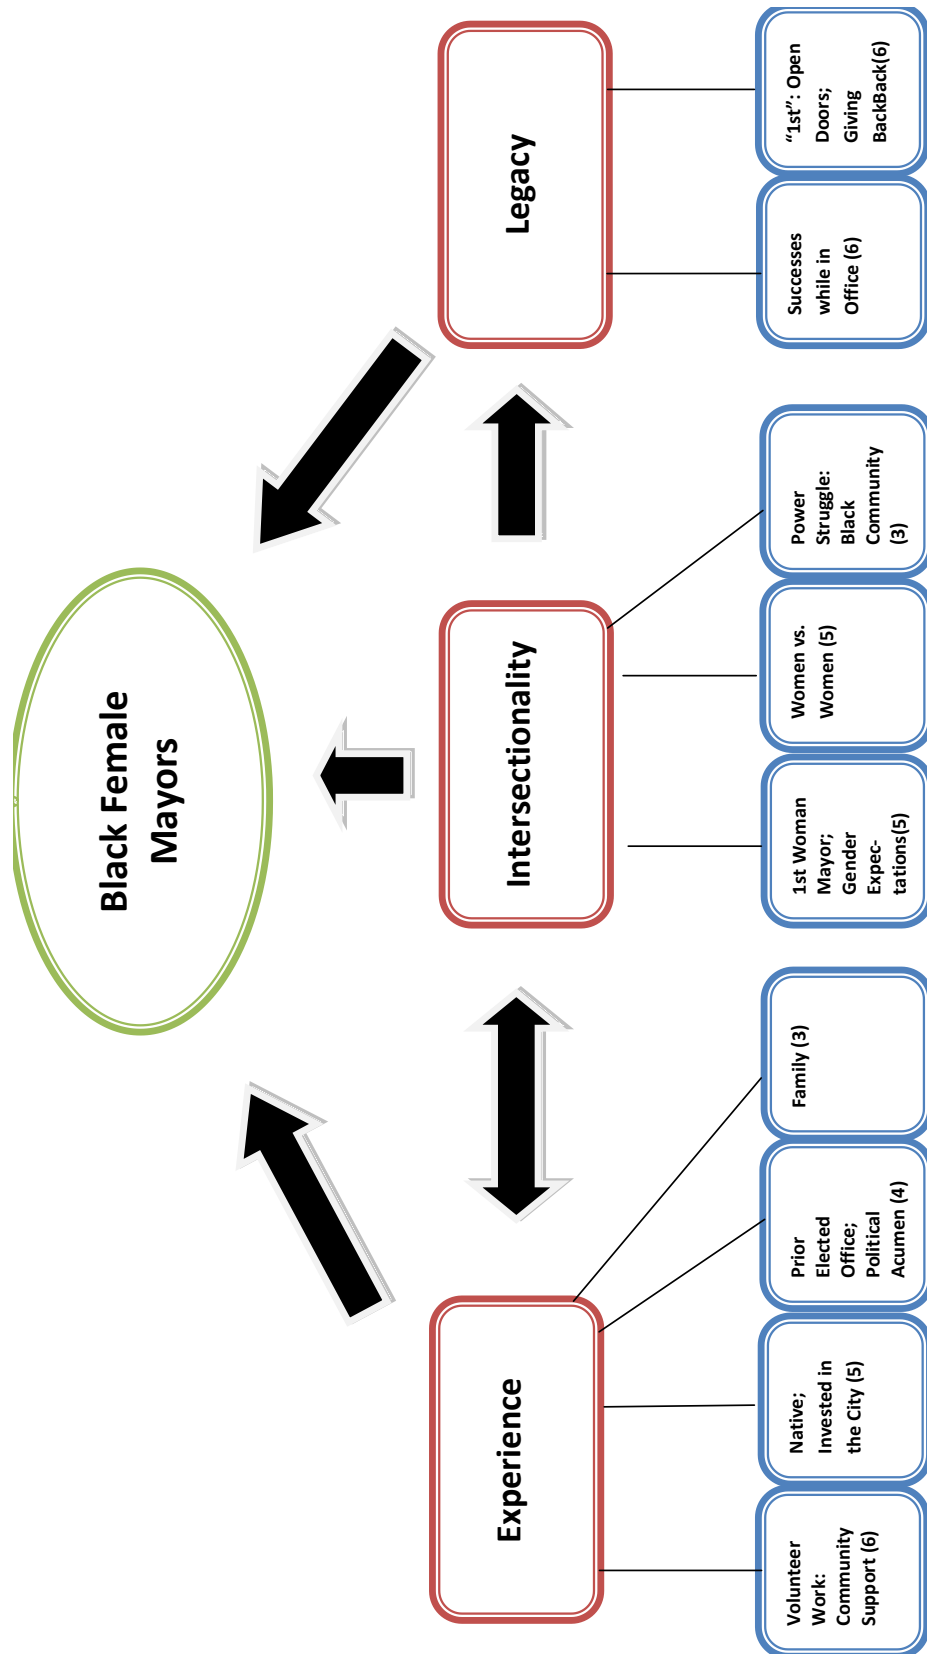 Black Female
Mayors
Experience
Intersectionality
Legacy
Volunteer
Work:
Community
Support (6)
Native;
Invested in
the City (5)
Prior
Elected
Office;
Political
Acumen (4)
Family (3)
1st Woman
Mayor;
Gender
Expec-
tations(5)
Women vs.
Women (5)
Power
Struggle:
Black
Community
(3)
Successes
while in
Office (6)
“1st”: Open
Doors;
Giving
BackBack(6)